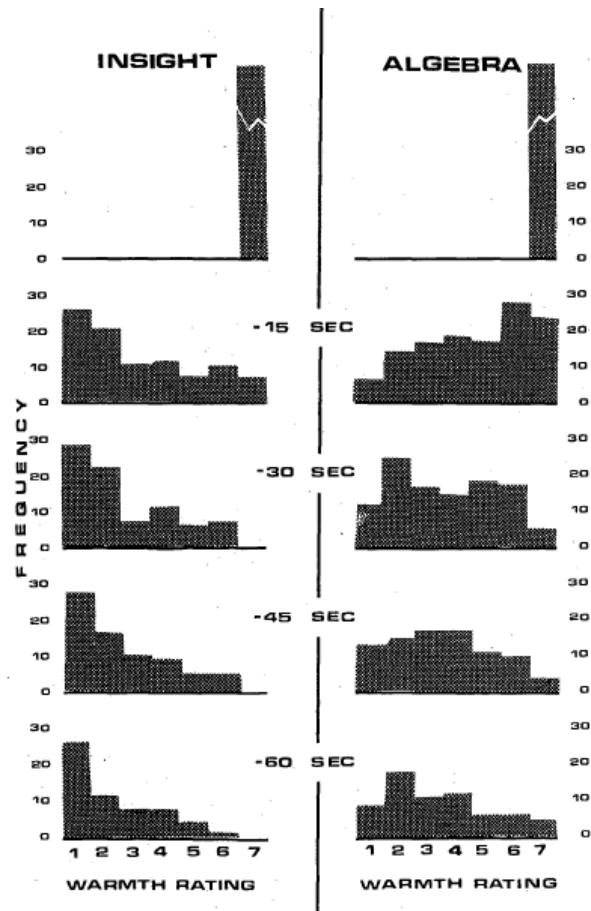 INSIGHT ALGEBRA
30 30
20 20
10 10
0 0
30 30
20 -15 SEC 20
10 10
0 0
30 30
20 -30 SEC 20
10 10
0 0
30 30
20 -45 SEC 20
10 10
0 0
30 30
20 -60 SEC 20
10 10
0 0
FREQUENCY
1 2 3 4 5 6 7 1 2 3 4 5 6 7
WARMTH RATING WARMTH RATING